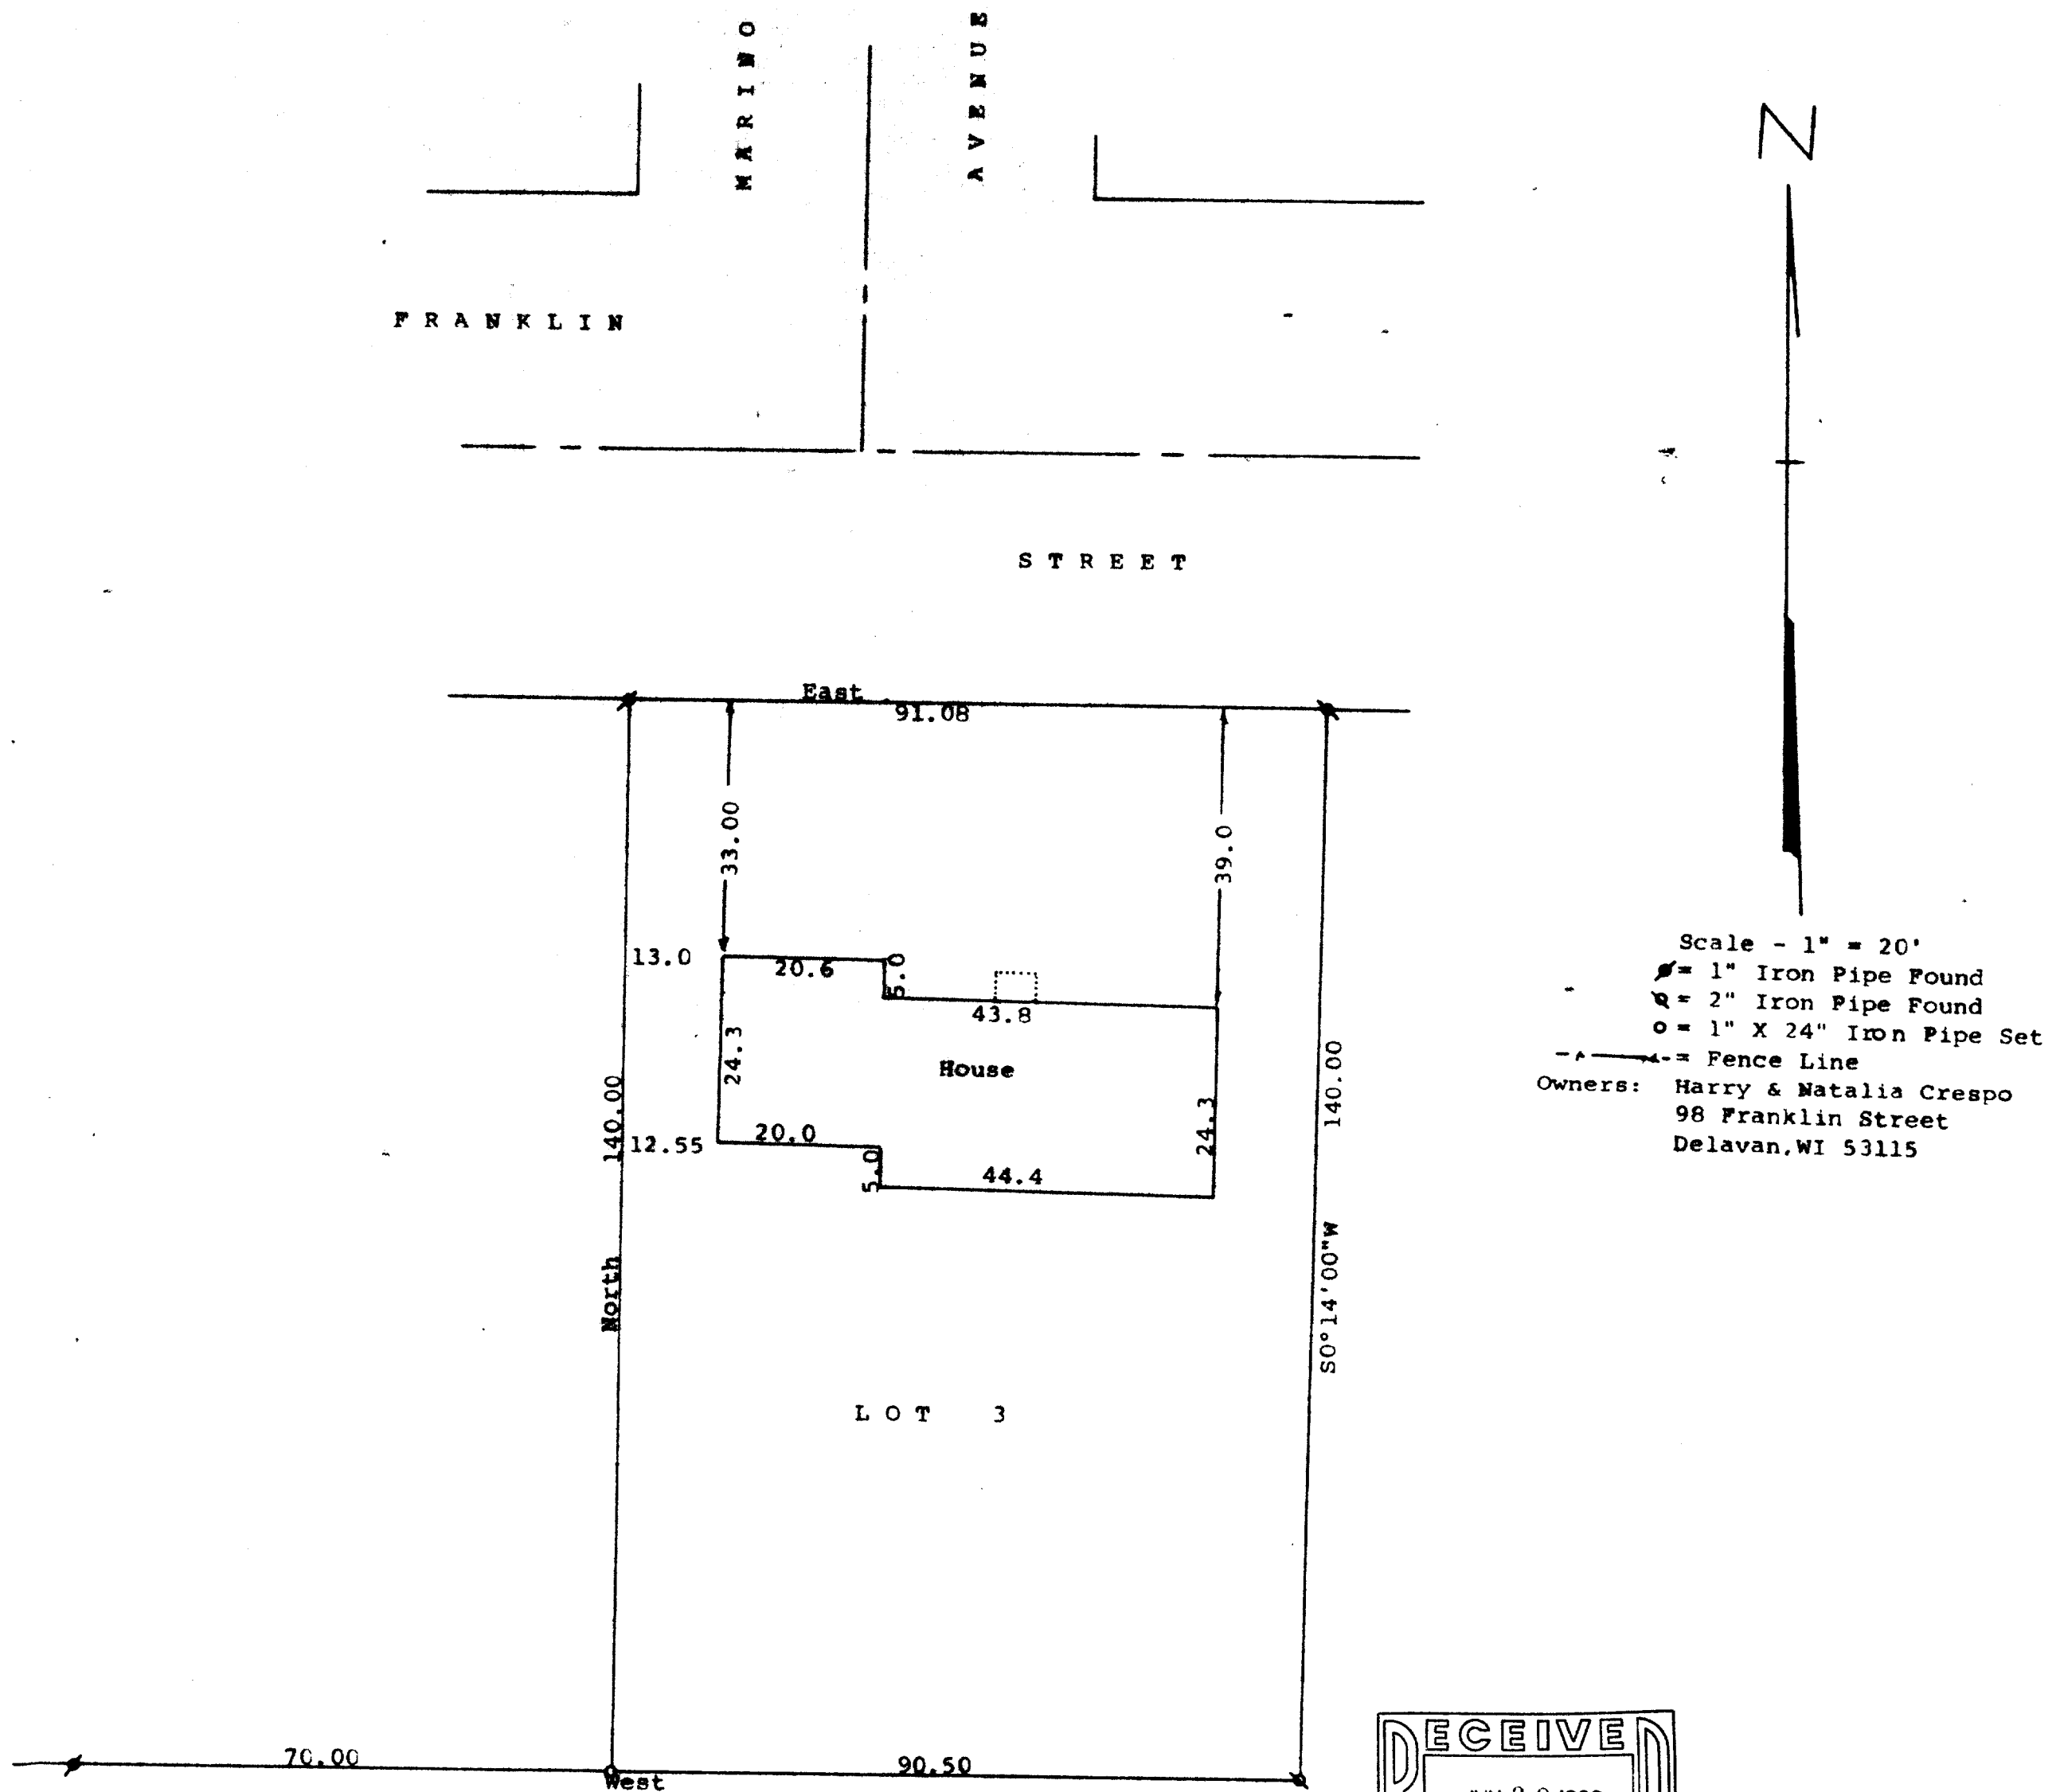 MARINO
AVENUE
N
FRANKLIN
STREET
East
91.08
33.00
39.0
13.0
20.6
5.0
43.8
24.3
House
140.00
12.55
20.0
5.0
44.4
24.3
140.00
North
S0°14'00"W
LOT 3
70.00
West
90.50
Scale - 1" = 20'
= 1" Iron Pipe Found
= 2" Iron Pipe Found
o = 1" X 24" Iron Pipe Set
= Fence Line
Owners: Harry & Natalia Crespo
98 Franklin Street
Delavan,WI 53115
DECEIVED